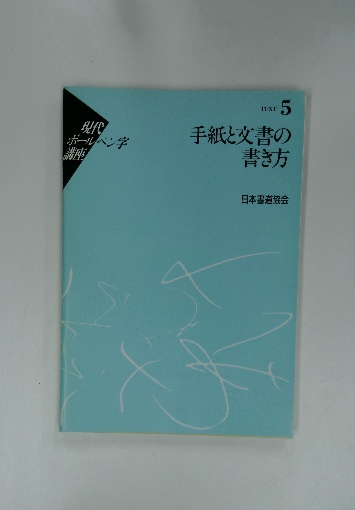 現代
ボールペン字
講座
TEXT 5
手紙と文書の
書き方
日本書道協会